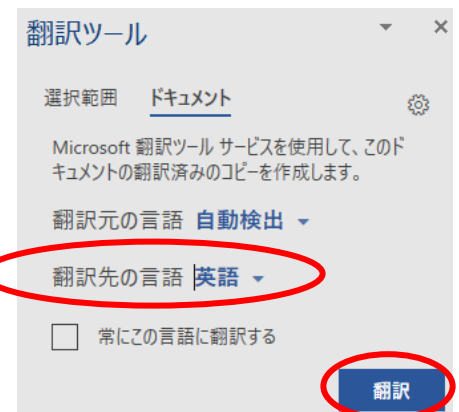 翻訳ツール
選択範囲 ドキュメント
Microsoft 翻訳ツール サービスを使用して、このド
キュメントの翻訳済みのコピーを作成します。
翻訳元の言語 自動検出
翻訳先の言語 英語
常にこの言語に翻訳する
翻訳